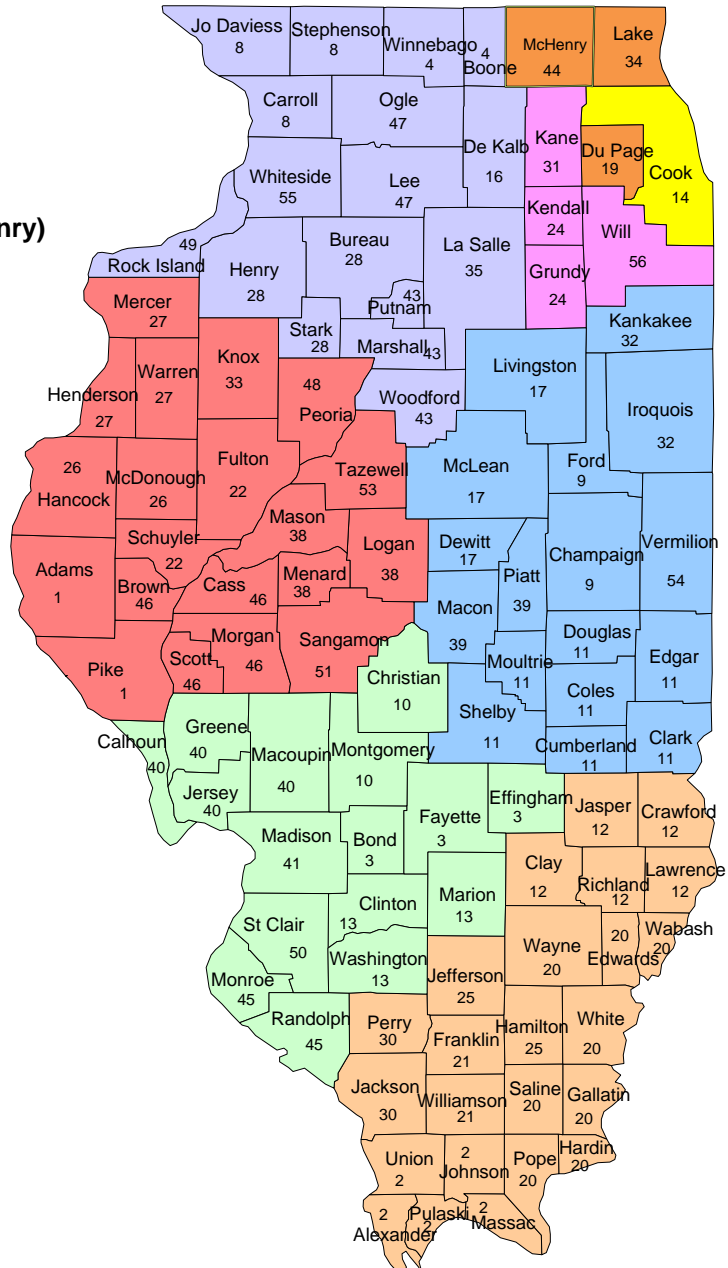 Jo Daviess
8
Stephenson
8
Winnebago
4
4
Boone
McHenry
44
Lake
34
Carroll
8
Ogle
47
De Kalb
16
Kane
31
Du Page
19
Cook
14
Whiteside
55
Lee
47
Kendall
24
Will
56
nry)
49
Rock Island
Henry
28
Bureau
28
La Salle
35
Grundy
24
43
Putnam
Mercer
27
Stark
28
Marshall
43
Kankakee
32
Knox
33
Warren
27
Henderson
27
48
Peoria
Woodford
43
Livingston
17
Iroquois
32
26
Hancock
McDonough
26
Fulton
22
Tazewell
53
McLean
17
Ford
9
Mason
38
Logan
38
Schuyler
22
Dewitt
17
Champaign
9
Vermilion
54
Adams
1
Brown
46
Cass
46
Menard
38
Piatt
39
Macon
39
Morgan
46
Sangamon
51
Douglas
11
Edgar
11
Pike
1
Scott
46
Christian
10
Moultrie
11
Coles
11
Shelby
11
Cumberland
11
Clark
11
Calhoun
40
Greene
40
Macoupin
40
Montgomery
10
Jersey
40
Fayette
3
Effingham
3
Jasper
12
Crawford
12
Madison
41
Bond
3
Clay
12
Richland
12
Lawrence
12
Clinton
13
Marion
13
St Clair
50
Washington
13
Wayne
20
20
Edwards
Wabash
20
Monroe
45
Jefferson
25
Randolph
45
Perry
30
Franklin
21
Hamilton
25
White
20
Jackson
30
Williamson
21
Saline
20
Gallatin
20
Union
2
2
Johnson
Pope
20
Hardin
20
2
Alexander
Pulaski
2
2
Massac